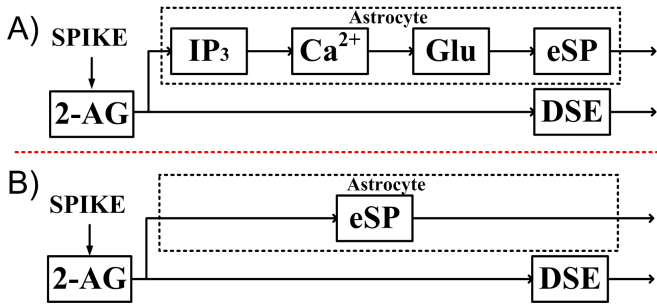 A)
Astrocyte
SPIKE
IP₃
Ca²⁺
Glu
eSP
2-AG
DSE
B)
Astrocyte
SPIKE
eSP
2-AG
DSE